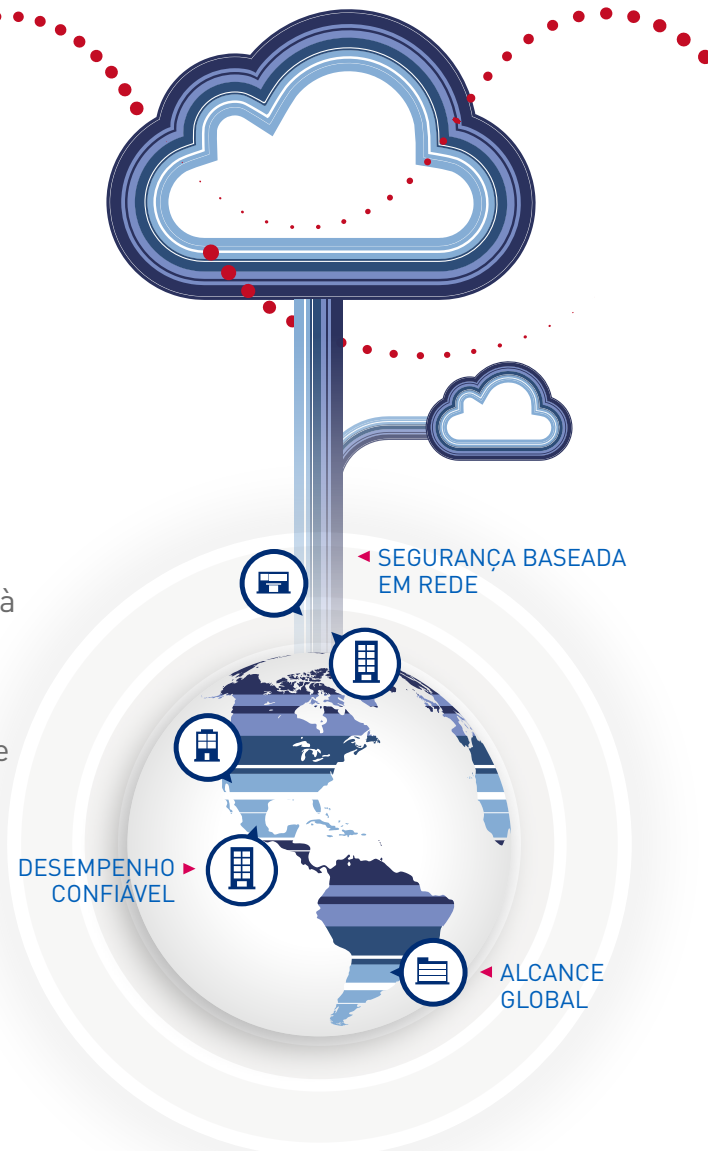 SEGURANÇA BASEADA
EM REDE
à
e
DESEMPENHO
CONFIÁVEL
ALCANCE
GLOBAL